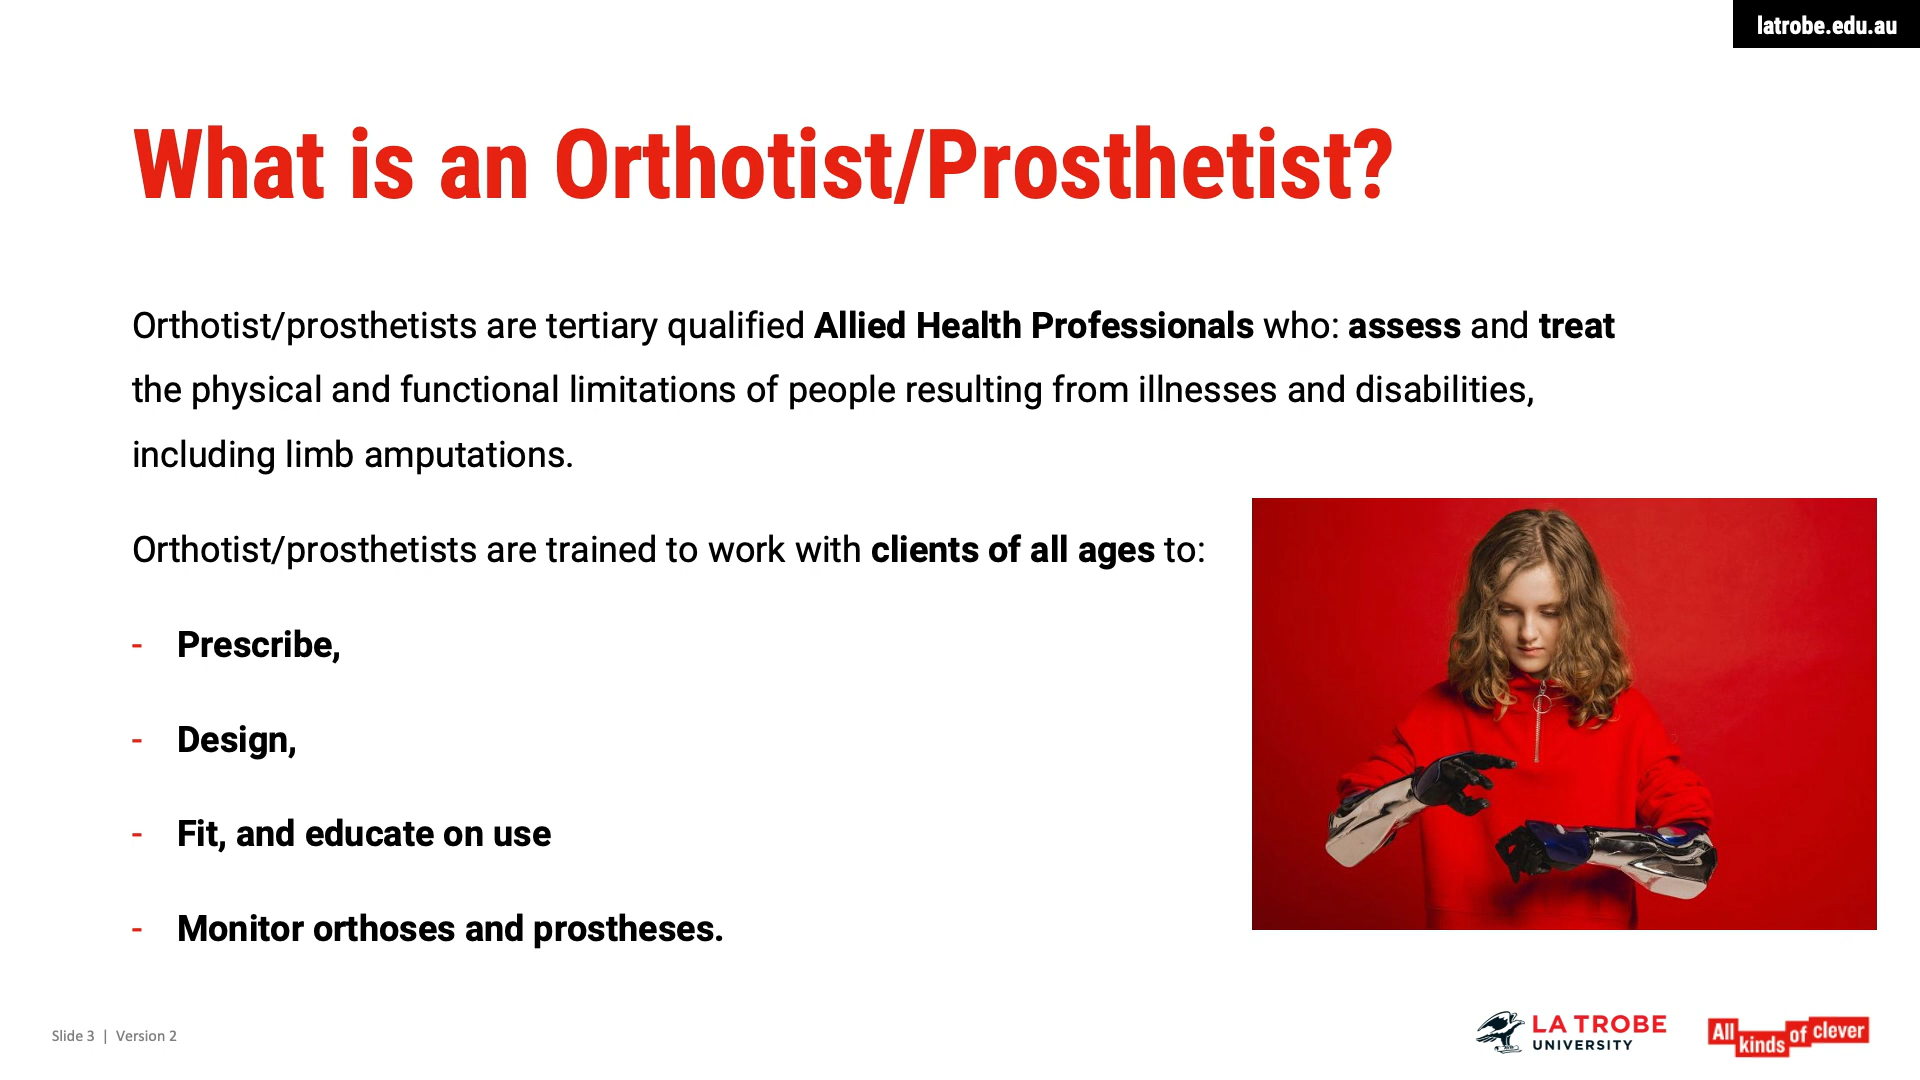 latrobe.edu.au
What is an Orthotist/Prosthetist?
Orthotist/prosthetists are tertiary qualified Allied Health Professionals who: assess and treat
the physical and functional limitations of people resulting from illnesses and disabilities,
including limb amputations.
Orthotist/prosthetists are trained to work with clients of all ages to:
- Prescribe,
- Design,
- Fit, and educate on use
- Monitor orthoses and prostheses.
Slide 3 | Version 2
LA TROBE
UNIVERSITY
All kinds of clever